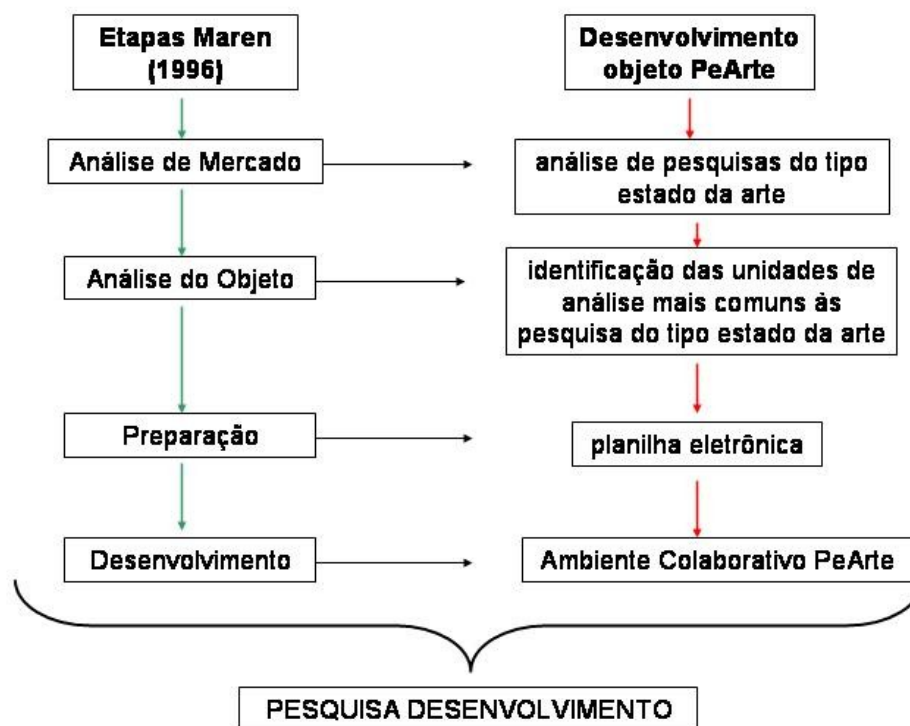 Etapas Maren
(1996)
Desenvolvimento
objeto PeArte
Análise de Mercado
análise de pesquisas do tipo
estado da arte
Análise do Objeto
identificação das unidades de
análise mais comuns às
pesquisa do tipo estado da arte
Preparação
planilha eletrônica
Desenvolvimento
Ambiente Colaborativo PeArte
PESQUISA DESENVOLVIMENTO